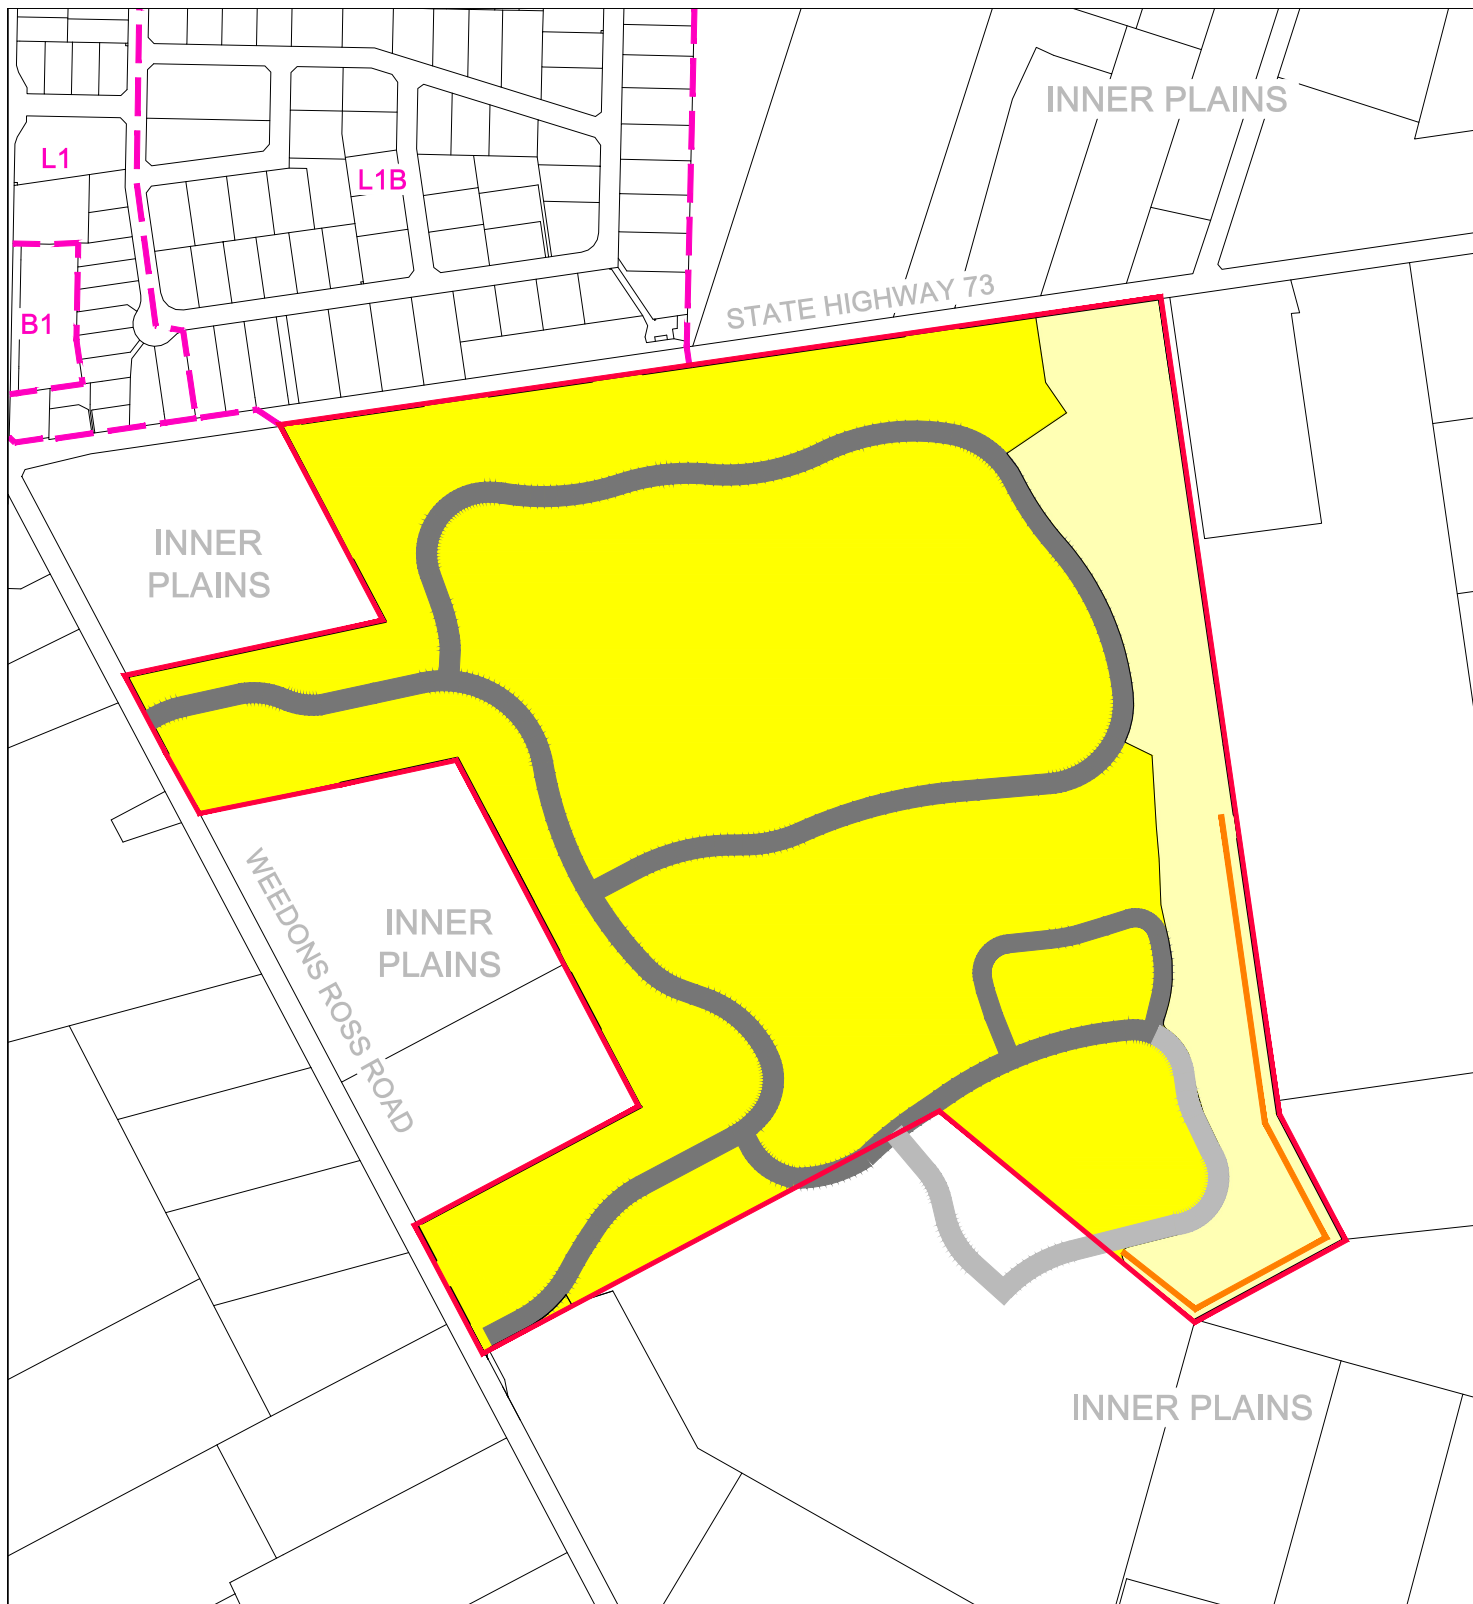 INNER PLAINS
L1
L1B
STATE HIGHWAY 73
B1
INNER
PLAINS
WEEDONS ROSS ROAD
INNER
PLAINS
INNER PLAINS